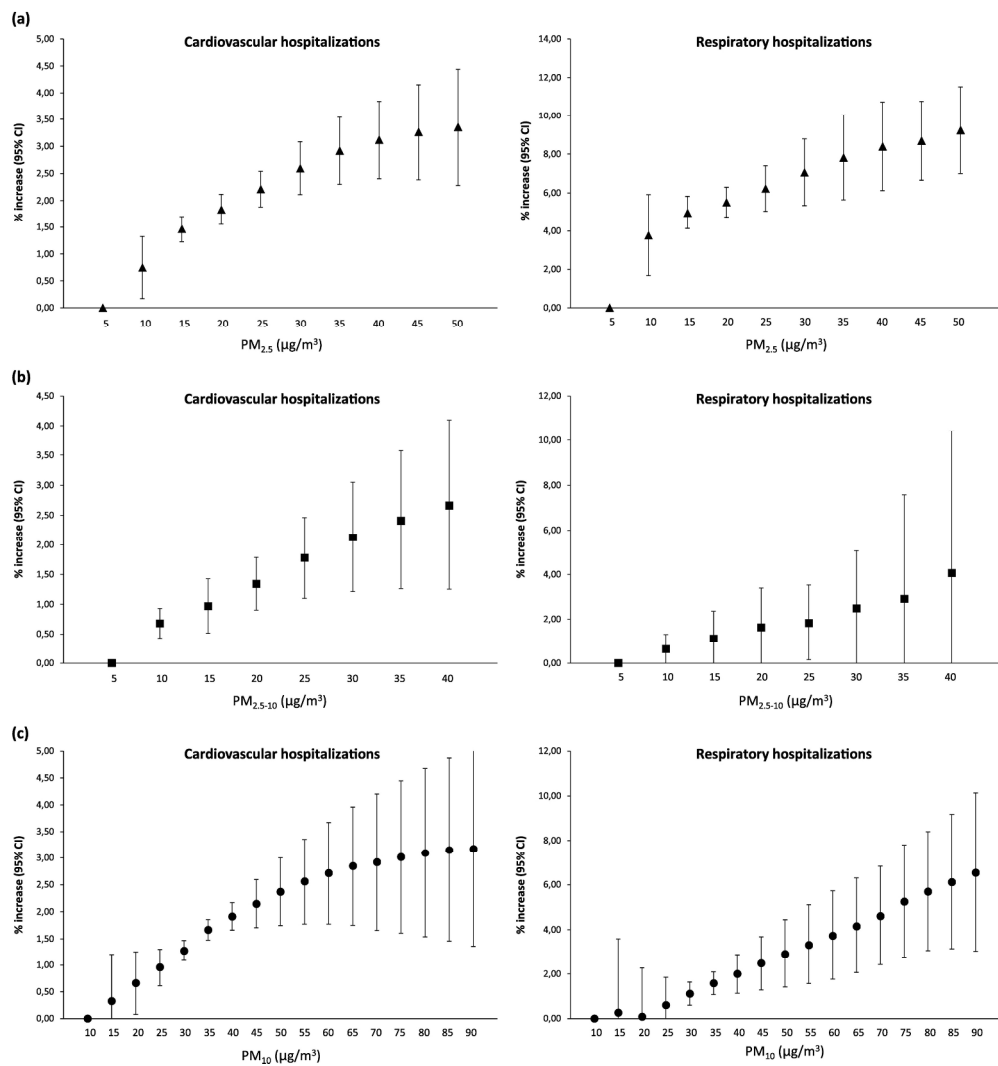 (a)
Cardiovascular hospitalizations
5,00
4,50
4,00
3,50
3,00
2,50
2,00
1,50
1,00
0,50
0,00
% increase (95% CI)
5 10 15 20 25 30 35 40 45 50
PM2.5 (µg/m³)
Respiratory hospitalizations
14,00
12,00
10,00
8,00
6,00
4,00
2,00
0,00
% increase (95% CI)
5 10 15 20 25 30 35 40 45 50
PM2.5 (µg/m³)
(b)
Cardiovascular hospitalizations
4,50
4,00
3,50
3,00
2,50
2,00
1,50
1,00
0,50
0,00
% increase (95% CI)
5 10 15 20 25 30 35 40
PM2.5-10 (µg/m³)
Respiratory hospitalizations
12,00
10,00
8,00
6,00
4,00
2,00
0,00
% increase (95% CI)
5 10 15 20 25 30 35 40
PM2.5-10 (µg/m³)
(c)
Cardiovascular hospitalizations
5,00
4,50
4,00
3,50
3,00
2,50
2,00
1,50
1,00
0,50
0,00
% increase (95% CI)
10 15 20 25 30 35 40 45 50 55 60 65 70 75 80 85 90
PM10 (µg/m³)
Respiratory hospitalizations
12,00
10,00
8,00
6,00
4,00
2,00
0,00
% increase (95% CI)
10 15 20 25 30 35 40 45 50 55 60 65 70 75 80 85 90
PM10 (µg/m³)